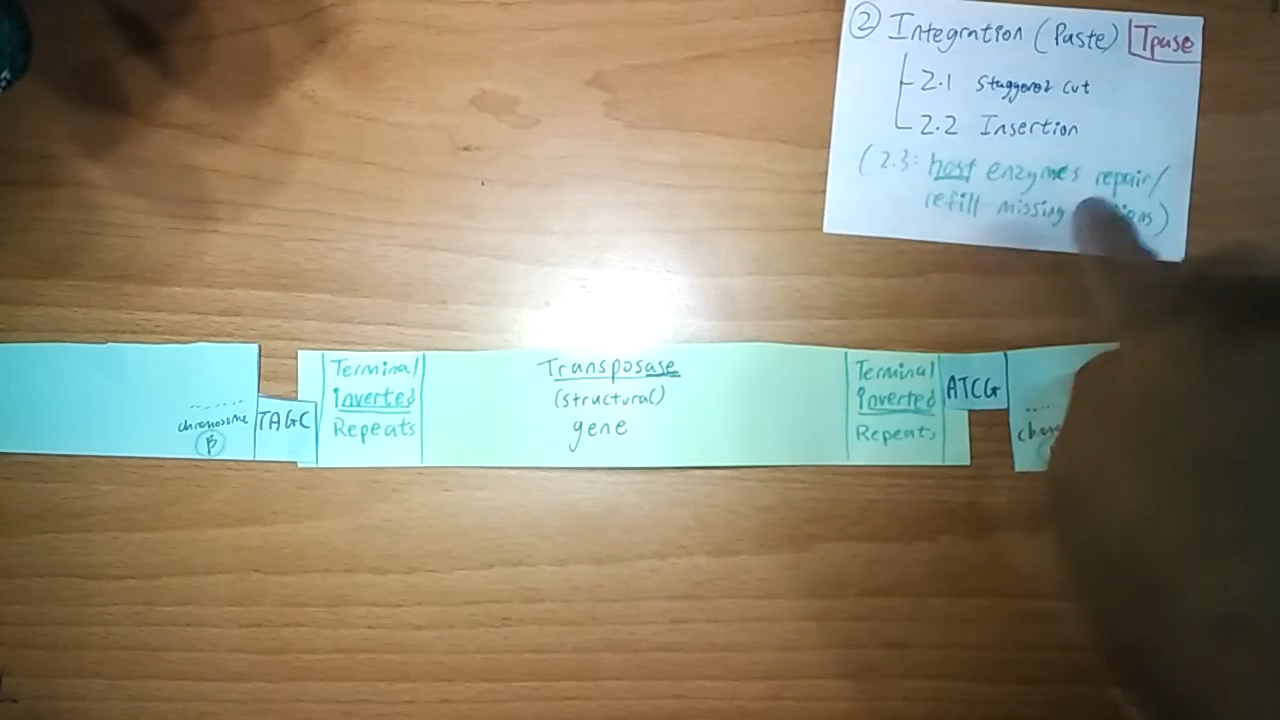 ② Integration (Paste) Tpase
2.1 Staggered cut
2.2 Insertion
(2.3: host enzymes repair/
refill missing
Terminal
inverted
Repeats
Transposase
(structural)
gene
Terminal
inverted
Repeats
ATCG
TAGC
chromosome
β